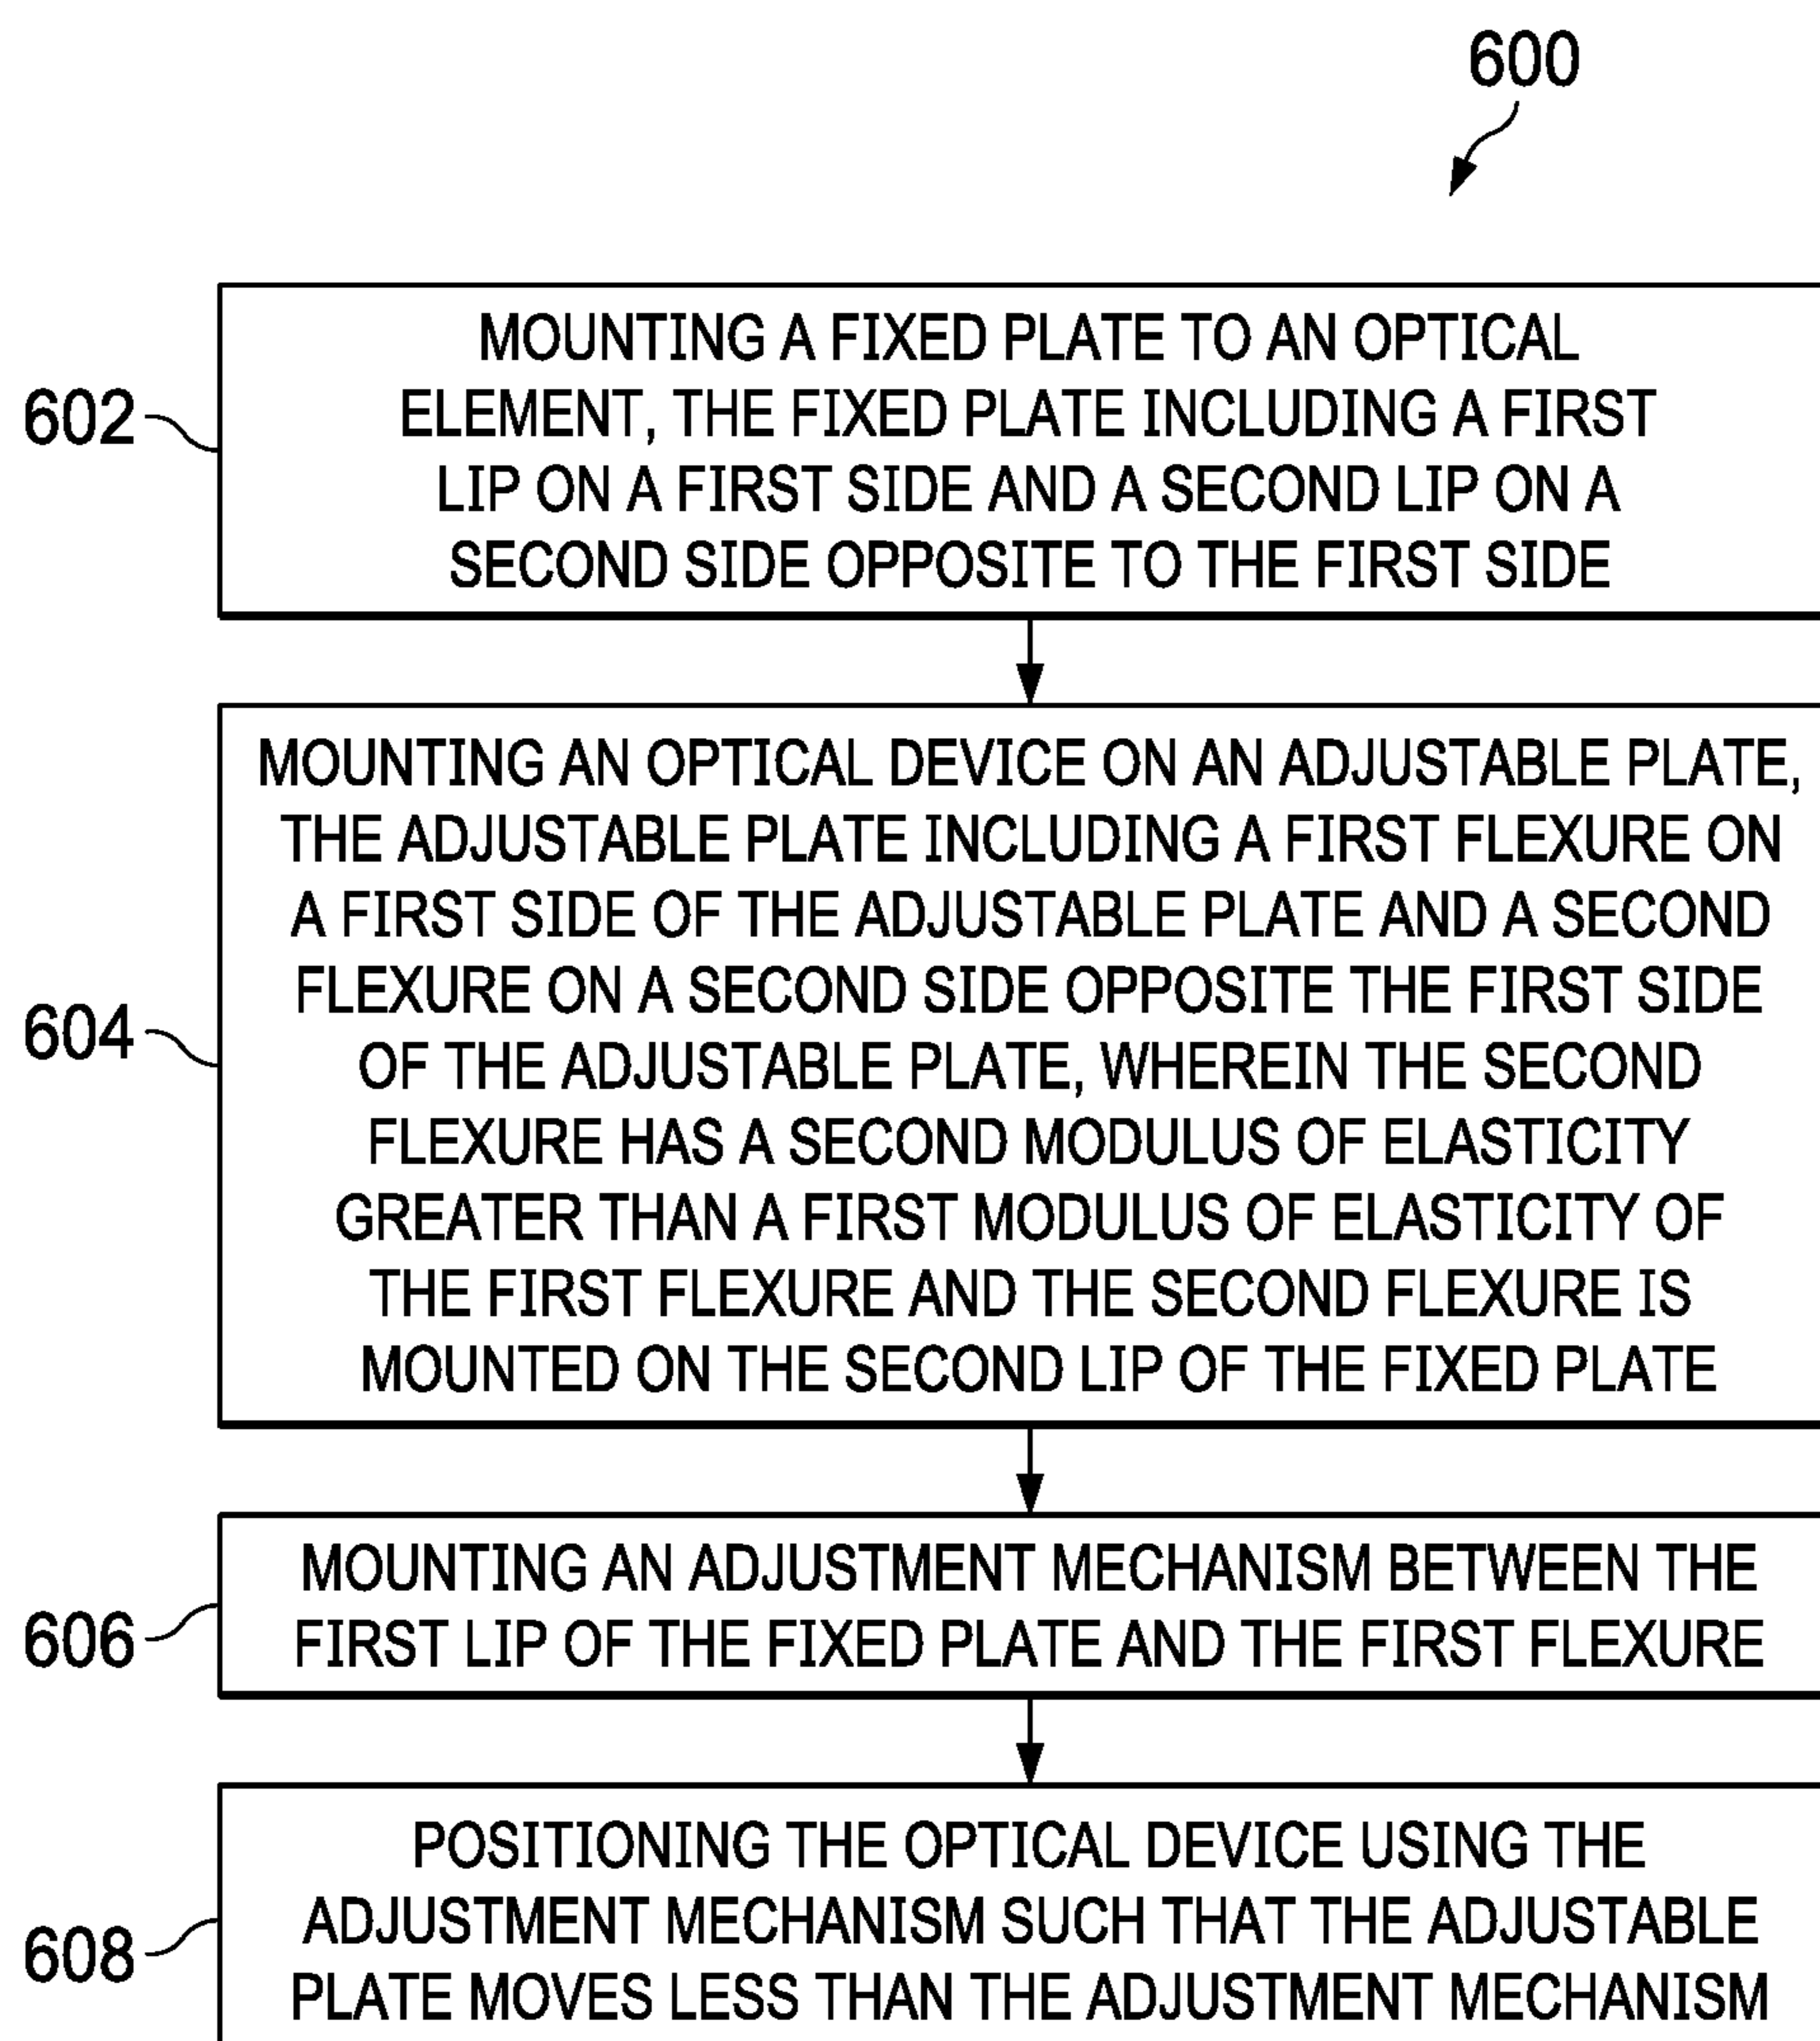 600
602
MOUNTING A FIXED PLATE TO AN OPTICAL
ELEMENT, THE FIXED PLATE INCLUDING A FIRST
LIP ON A FIRST SIDE AND A SECOND LIP ON A
SECOND SIDE OPPOSITE TO THE FIRST SIDE
604
MOUNTING AN OPTICAL DEVICE ON AN ADJUSTABLE PLATE,
THE ADJUSTABLE PLATE INCLUDING A FIRST FLEXURE ON
A FIRST SIDE OF THE ADJUSTABLE PLATE AND A SECOND
FLEXURE ON A SECOND SIDE OPPOSITE THE FIRST SIDE
OF THE ADJUSTABLE PLATE, WHEREIN THE SECOND
FLEXURE HAS A SECOND MODULUS OF ELASTICITY
GREATER THAN A FIRST MODULUS OF ELASTICITY OF
THE FIRST FLEXURE AND THE SECOND FLEXURE IS
MOUNTED ON THE SECOND LIP OF THE FIXED PLATE
606
MOUNTING AN ADJUSTMENT MECHANISM BETWEEN THE
FIRST LIP OF THE FIXED PLATE AND THE FIRST FLEXURE
608
POSITIONING THE OPTICAL DEVICE USING THE
ADJUSTMENT MECHANISM SUCH THAT THE ADJUSTABLE
PLATE MOVES LESS THAN THE ADJUSTMENT MECHANISM